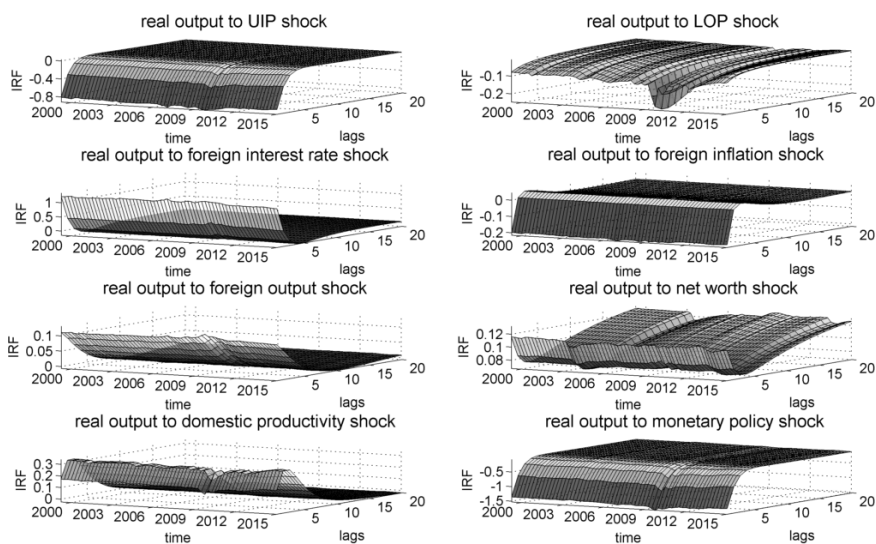 real output to UIP shock
0
-0.4
-0.8
IRF
2000 2003 2006 2009 2012 2015
time
5 10 15 20
lags
real output to LOP shock
-0.1
-0.2
IRF
2000 2003 2006 2009 2012 2015
time
5 10 15 20
lags
real output to foreign interest rate shock
1
0.5
0
IRF
2000 2003 2006 2009 2012 2015
time
5 10 15 20
lags
real output to foreign inflation shock
0
-0.1
-0.2
IRF
2000 2003 2006 2009 2012 2015
time
5 10 15 20
lags
real output to foreign output shock
0.1
0.05
0
IRF
2000 2003 2006 2009 2012 2015
time
5 10 15 20
lags
real output to net worth shock
0.12
0.1
0.08
IRF
2000 2003 2006 2009 2012 2015
time
5 10 15 20
lags
real output to domestic productivity shock
0.3
0.2
0.1
0
IRF
2000 2003 2006 2009 2012 2015
time
5 10 15 20
lags
real output to monetary policy shock
-0.5
-1
-1.5
IRF
2000 2003 2006 2009 2012 2015
time
5 10 15 20
lags